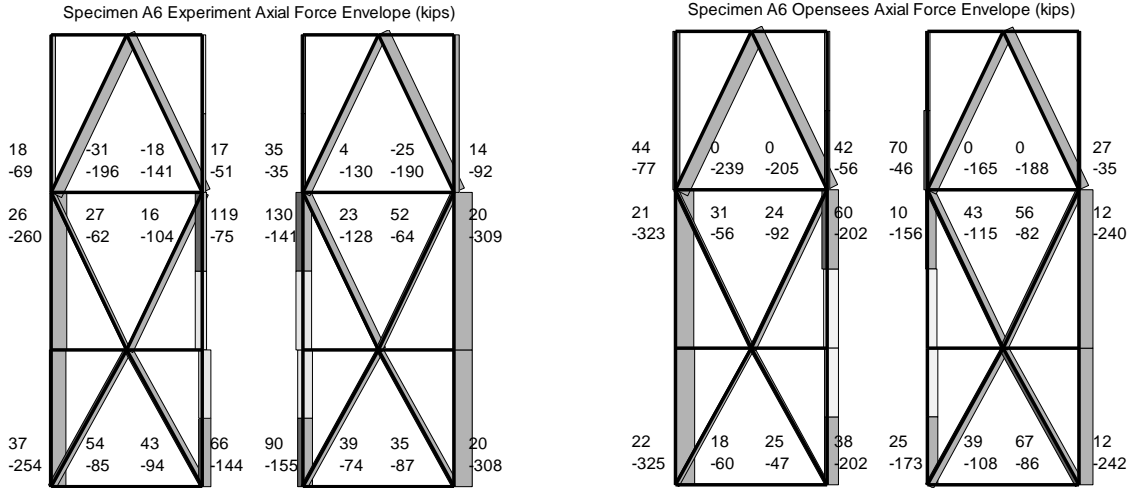 Specimen A6 Experiment Axial Force Envelope (kips)
Specimen A6 Opensees Axial Force Envelope (kips)
18 -31 -18 17 35 4 -25 14
-69 -196 -141 -51 -35 -130 -190 -92
26 27 16 119 130 23 52 20
-260 -62 -104 -75 -141 -128 -64 -309
37 54 43 66 90 39 35 20
-254 -85 -94 -144 -155 -74 -87 -308
44 0 0 42 70 0 0 27
-77 -239 -205 -56 -46 -165 -188 -35
21 31 24 60 10 43 56 12
-323 -56 -92 -202 -156 -115 -82 -240
22 18 25 38 25 39 67 12
-325 -60 -47 -202 -173 -108 -86 -242